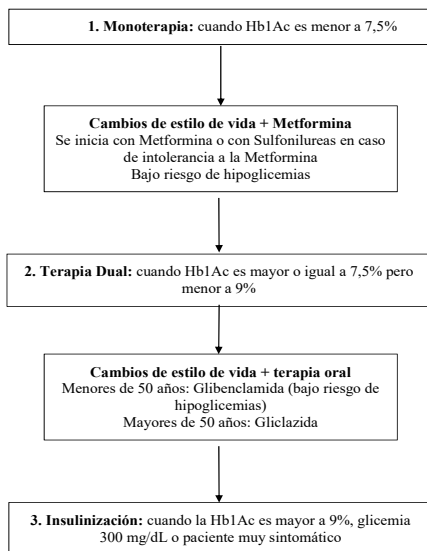 1. Monoterapia: cuando Hb1Ac es menor a 7,5%
Cambios de estilo de vida + Metformina
Se inicia con Metformina o con Sulfonilureas en caso
de intolerancia a la Metformina
Bajo riesgo de hipoglicemias
2. Terapia Dual: cuando Hb1Ac es mayor o igual a 7,5% pero
menor a 9%
Cambios de estilo de vida + terapia oral
Menores de 50 años: Glibenclamida (bajo riesgo de
hipoglicemias)
Mayores de 50 años: Gliclazida
3. Insulinización: cuando la Hb1Ac es mayor a 9%, glicemia
300 mg/dL o paciente muy sintomático